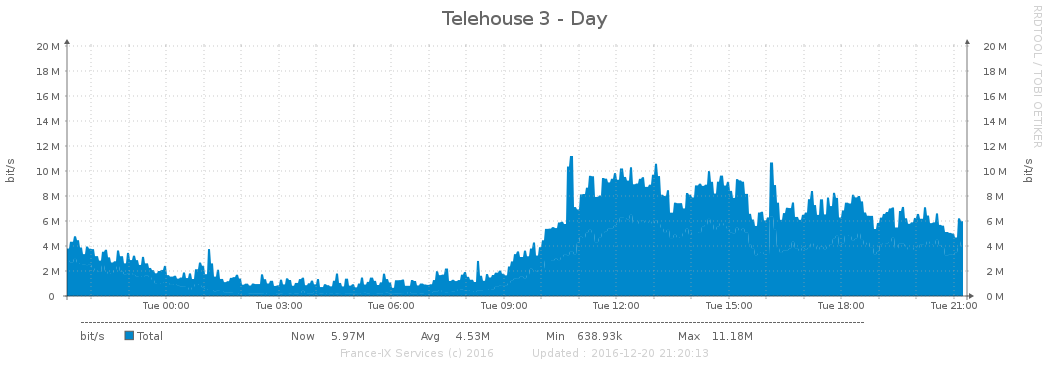 Telehouse 3 - Day
RRDTOOL / TOBI OETIKER
bit/s
bit/s
20 M 20 M
18 M 18 M
16 M 16 M
14 M 14 M
12 M 12 M
10 M 10 M
8 M 8 M
6 M 6 M
4 M 4 M
2 M 2 M
0 0 M
Tue 00:00 Tue 03:00 Tue 06:00 Tue 09:00 Tue 12:00 Tue 15:00 Tue 18:00 Tue 21:00
bit/s Total Now 5.97M Avg 4.53M Min 638.93k Max 11.18M
France-IX Services (c) 2016 Updated : 2016-12-20 21:20:13